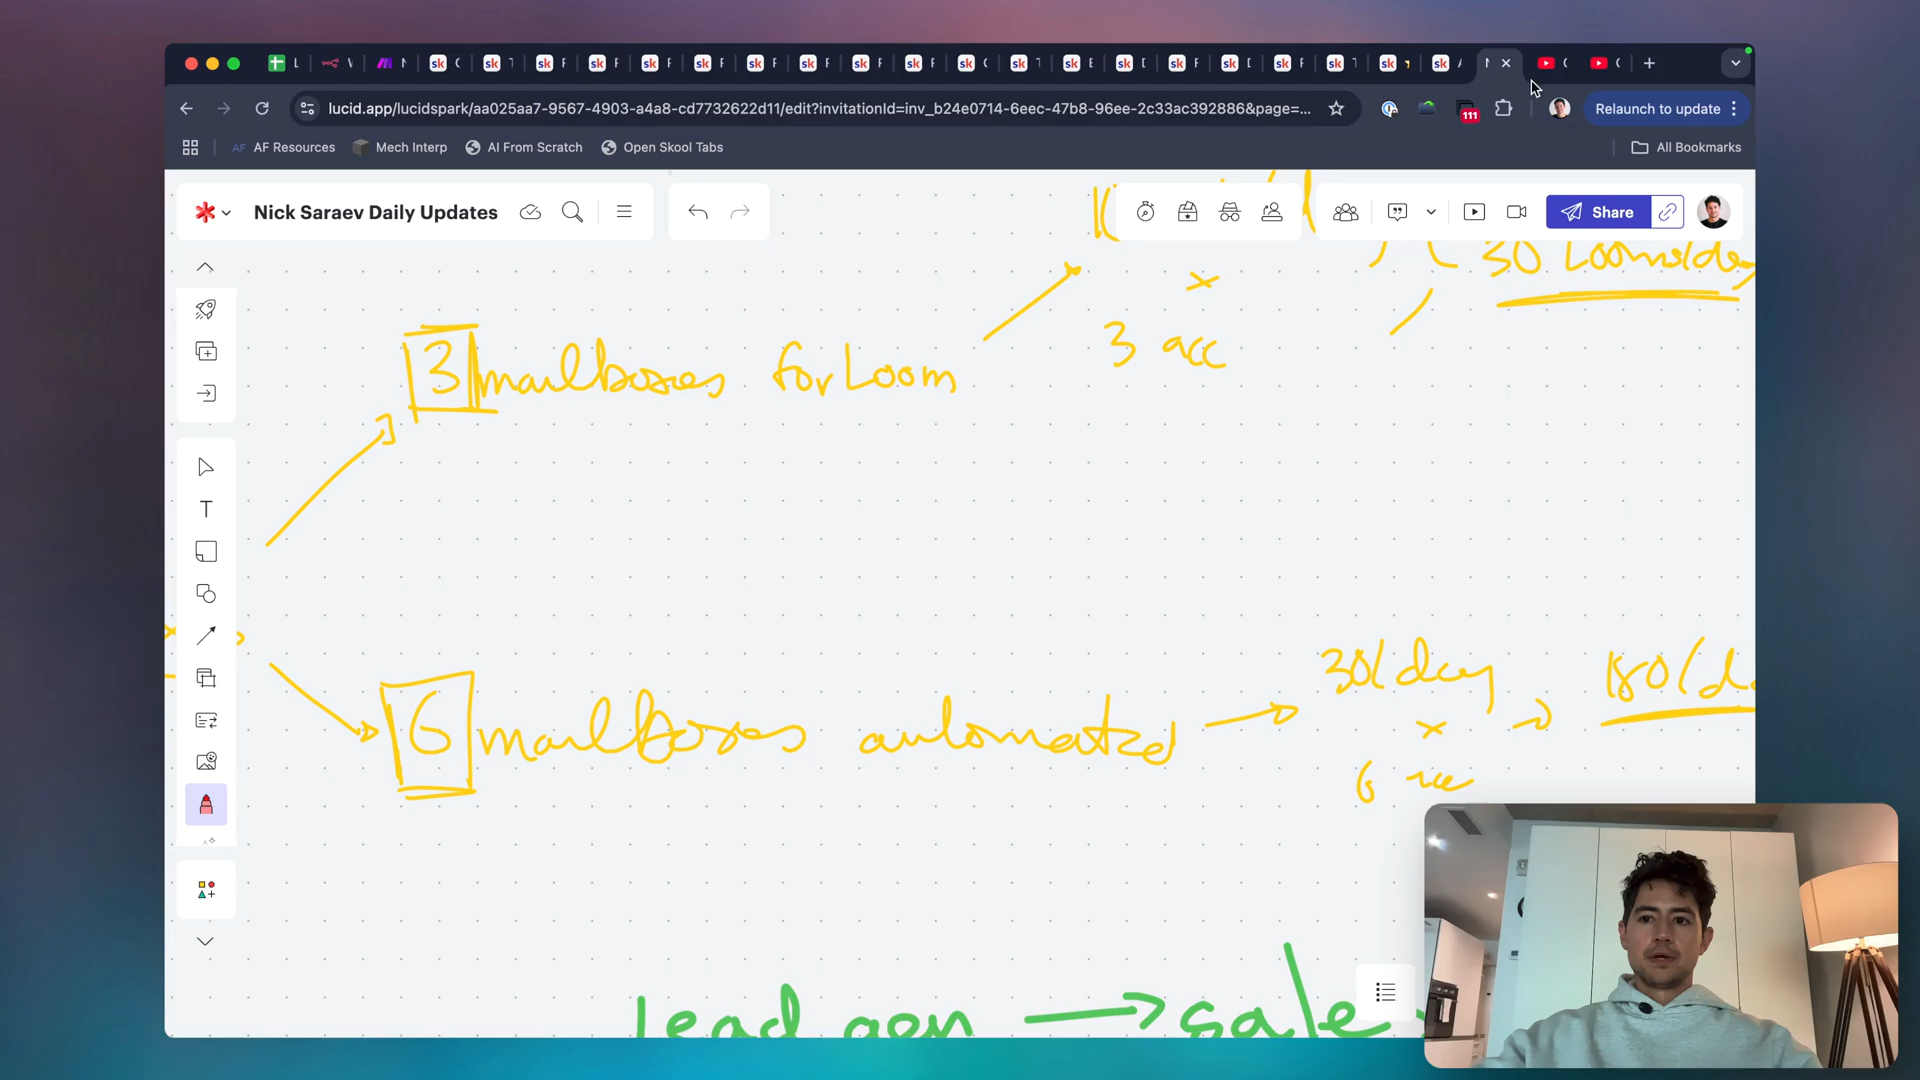 lucid.app/lucidspark/aa025aa7-9567-4903-a4a8-cd7732622d11/edit?invitationId=inv_b24e0714-6eec-47b8-96ee-2c33ac392886&page=...
111
Relaunch to update
AF AF Resources
Mech Interp
AI From Scratch
Open Skool Tabs
All Bookmarks
Nick Saraev Daily Updates
Share
30 Looms/day
x
3 acc
3 mailboxes for Loom
T
30/day
180/d
6 mailboxes automated
x
6
lead gen → sale